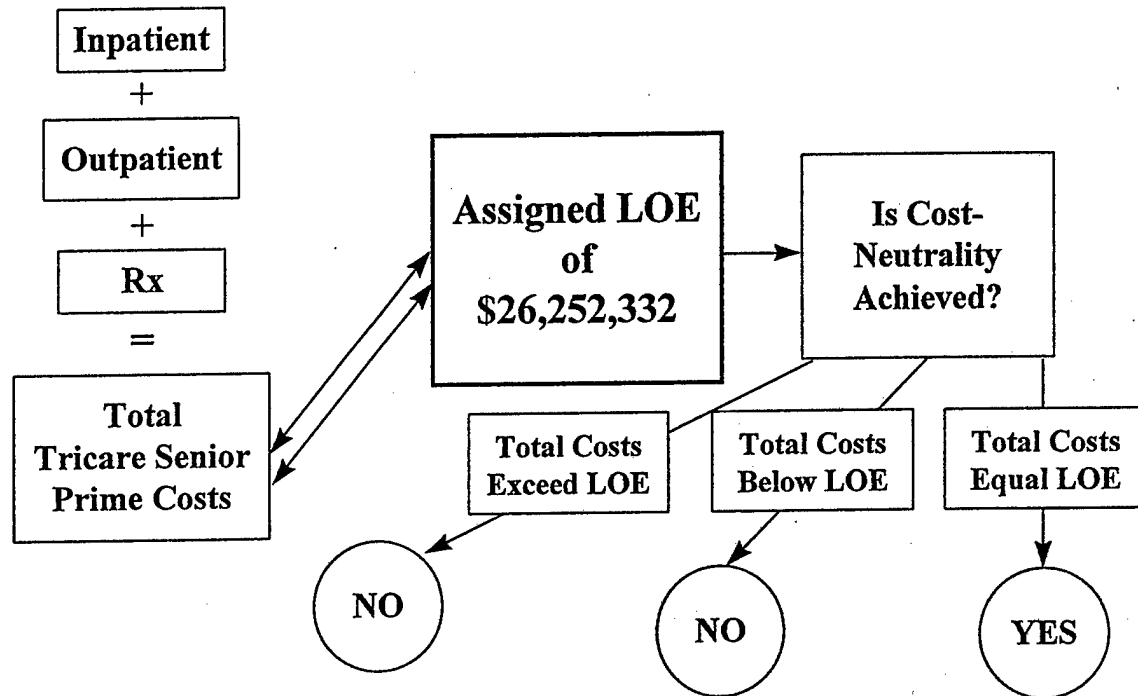 Inpatient
+
Outpatient
+
Rx
=
Total
Tricare Senior
Prime Costs
Assigned LOE
of
$26,252,332
Is Cost-
Neutrality
Achieved?
Total Costs
Exceed LOE
Total Costs
Below LOE
Total Costs
Equal LOE
NO
NO
YES